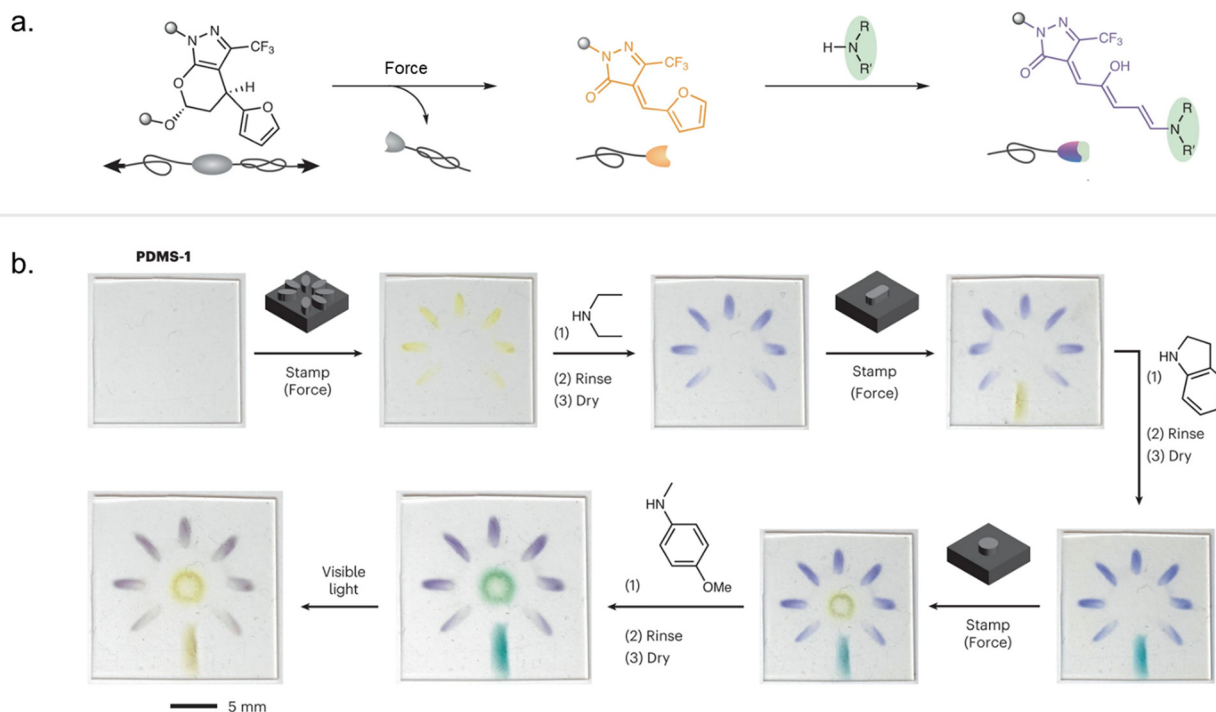 a.
N
N
CF₃
O
H
O
O
Force
N
N
CF₃
O
O
H–N
R
R'
N
N
CF₃
O
OH
N
R
R'
b.
PDMS-1
Stamp
(Force)
HN
(1)
(2) Rinse
(3) Dry
Stamp
(Force)
HN
(1)
(2) Rinse
(3) Dry
Stamp
(Force)
HN
OMe
(1)
(2) Rinse
(3) Dry
Visible
light
5 mm